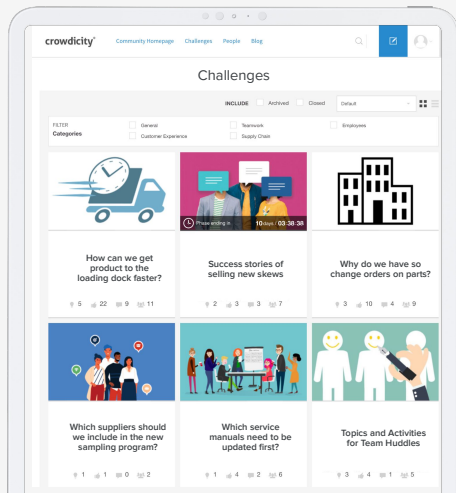 crowdicity° Community Homepage Challenges People Blog
Challenges
INCLUDE Archived Closed Default
FILTER
Categories
General Teamwork Employees
Customer Experience Supply Chain
Phase ending in 10days / 03:38:38
How can we get
product to the
loading dock faster?
5 22 9 11
Success stories of
selling new skews
2 3 3 7
Why do we have so
change orders on parts?
3 10 4 9
Which suppliers should
we include in the new
sampling program?
1 1 0 2
Which service
manuals need to be
updated first?
1 4 2 6
Topics and Activities
for Team Huddles
3 4 1 5